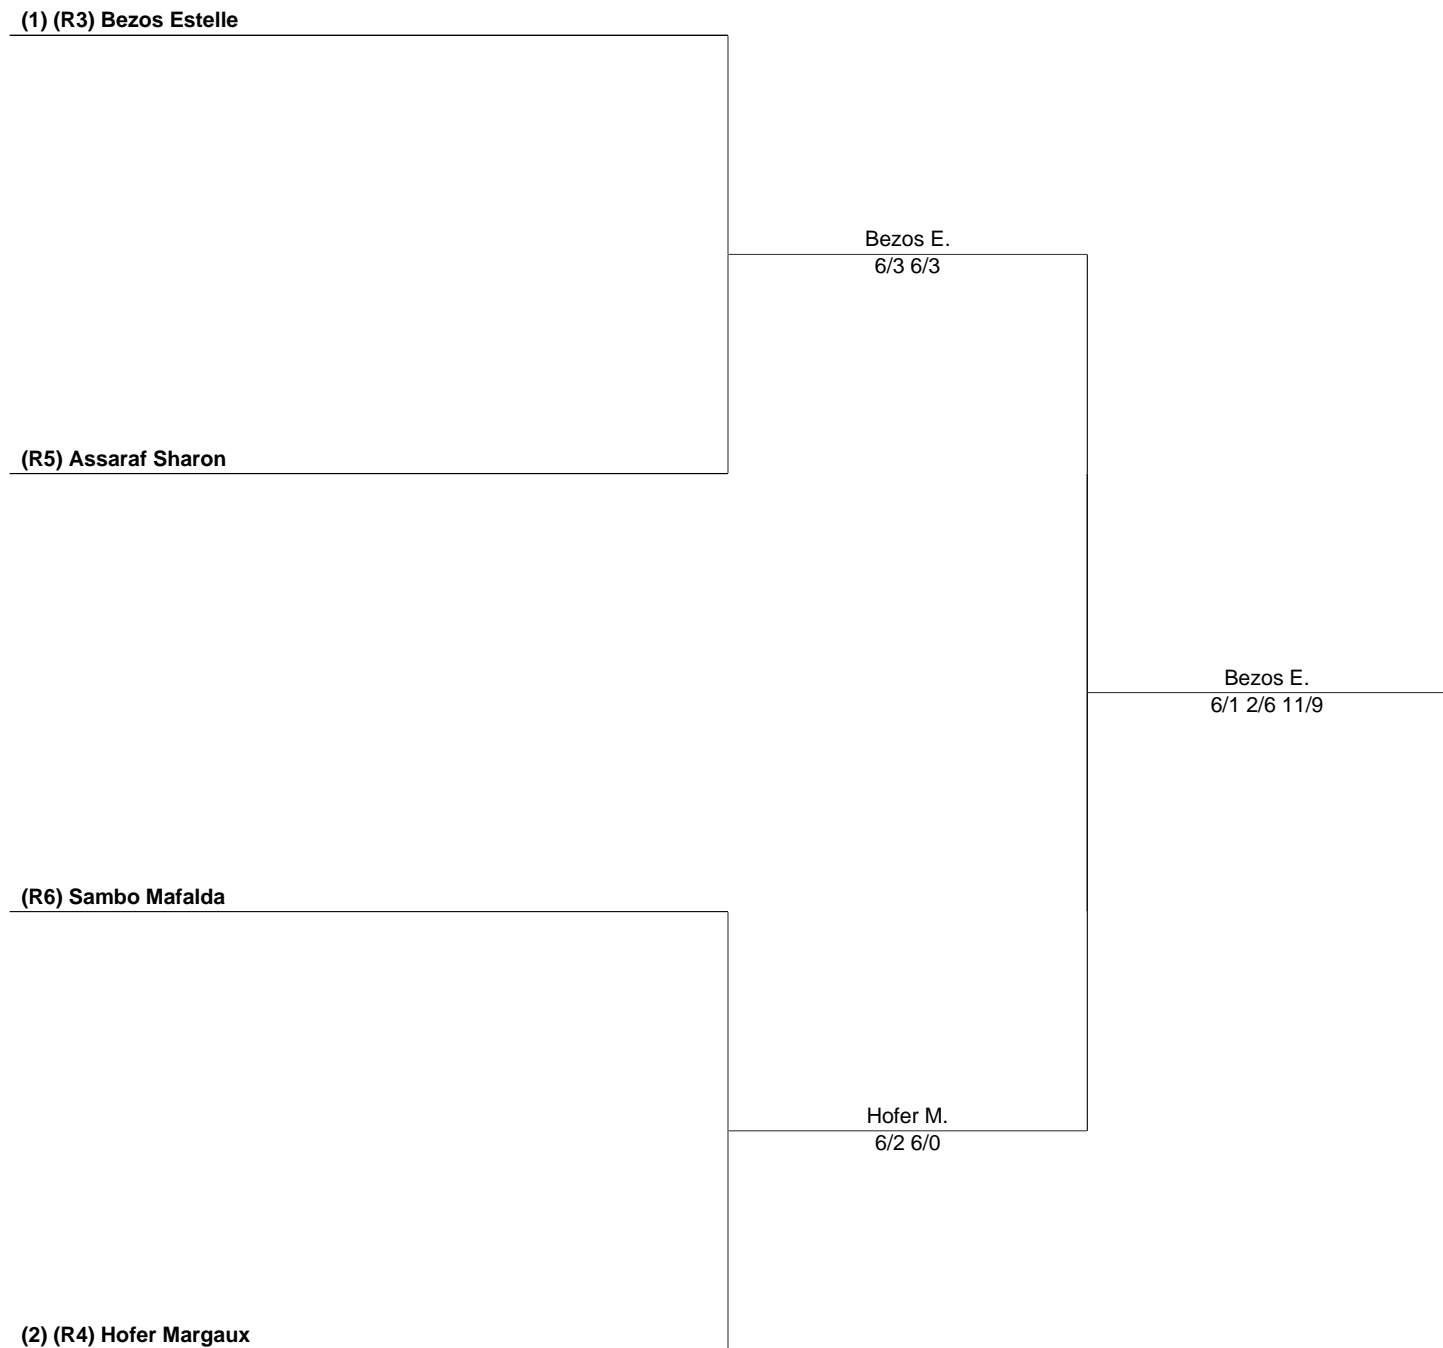 (1) (R3) Bezos Estelle
Bezos E.
6/3 6/3
(R5) Assaraf Sharon
Bezos E.
6/1 2/6 11/9
(R6) Sambo Mafalda
Hofer M.
6/2 6/0
(2) (R4) Hofer Margaux